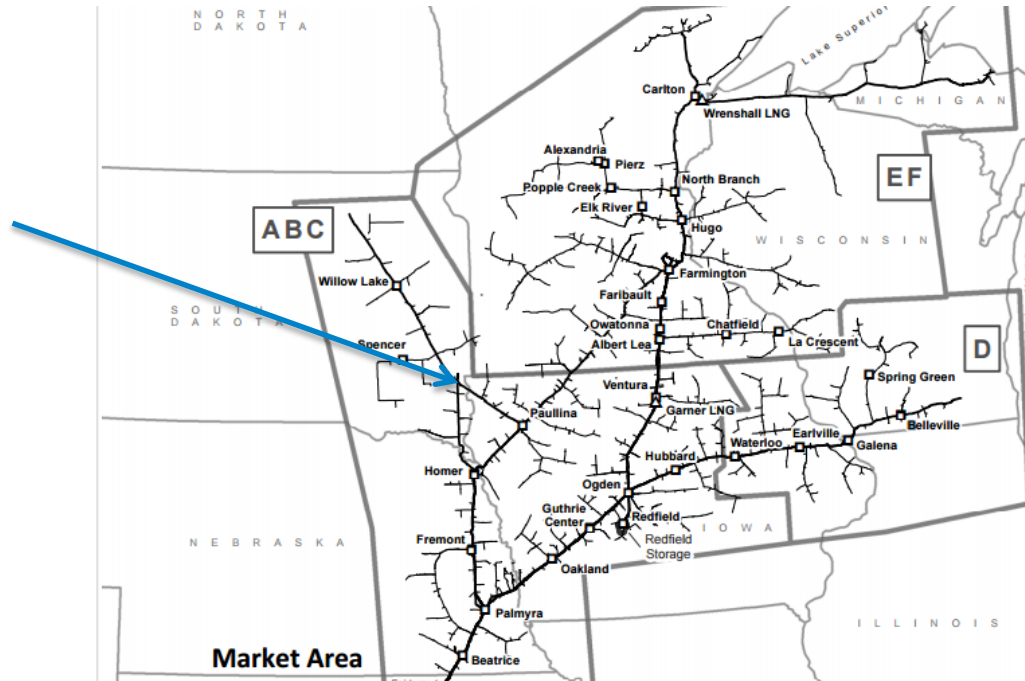 NORTH
DAKOTA
Lake Superior
Carlton
Wrenshall LNG
MICHIGAN
Alexandria
Pierz
Popple Creek
North Branch
EF
Elk River
Hugo
ABC
WISCONSIN
Farmington
Willow Lake
Faribault
SOUTH
DAKOTA
Owatonna
Chatfield
Albert Lea
La Crescent
Spencer
D
Ventura
Spring Green
Paullina
Garner LNG
Belleville
Earlville
Waterloo
Galena
Hubbard
Homer
Ogden
Guthrie
Center
Redfield
IOWA
Redfield
Storage
Fremont
NEBRASKA
Oakland
Palmyra
ILLINOIS
Market Area
Beatrice